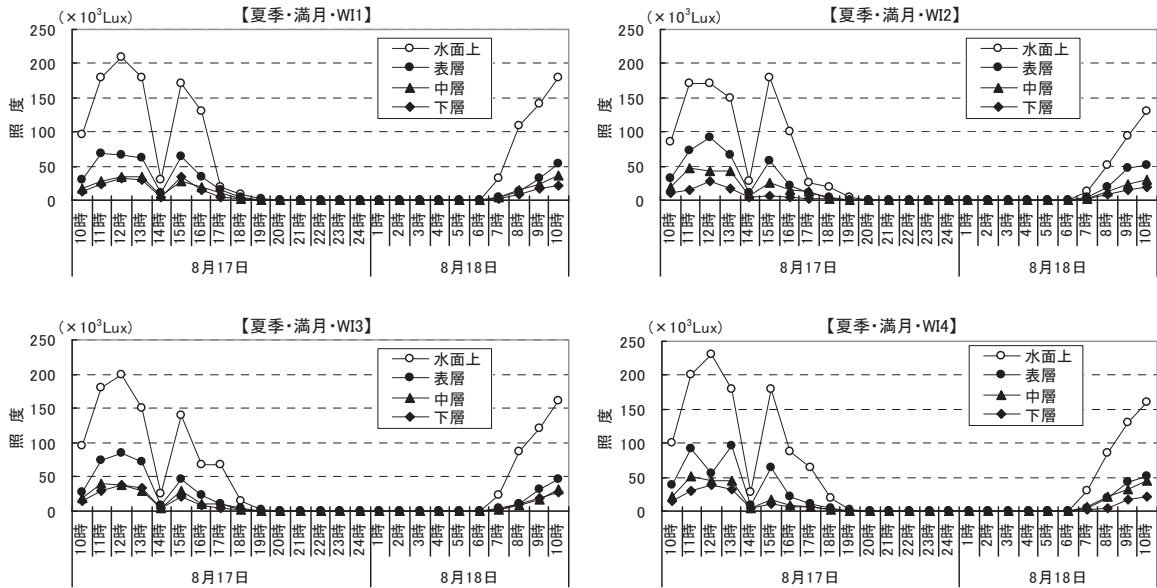 (×10³Lux) 【夏季・満月・WI1】
250
200
150
100
50
0
照度
水面上
表層
中層
下層
10時 11時 12時 13時 14時 15時 16時 17時 18時 19時 20時 21時 22時 23時 24時 1時 2時 3時 4時 5時 6時 7時 8時 9時 10時
8月17日 8月18日
(×10³Lux) 【夏季・満月・WI2】
250
200
150
100
50
0
照度
水面上
表層
中層
下層
10時 11時 12時 13時 14時 15時 16時 17時 18時 19時 20時 21時 22時 23時 24時 1時 2時 3時 4時 5時 6時 7時 8時 9時 10時
8月17日 8月18日
(×10³Lux) 【夏季・満月・WI3】
250
200
150
100
50
0
照度
水面上
表層
中層
下層
10時 11時 12時 13時 14時 15時 16時 17時 18時 19時 20時 21時 22時 23時 24時 1時 2時 3時 4時 5時 6時 7時 8時 9時 10時
8月17日 8月18日
(×10³Lux) 【夏季・満月・WI4】
250
200
150
100
50
0
照度
水面上
表層
中層
下層
10時 11時 12時 13時 14時 15時 16時 17時 18時 19時 20時 21時 22時 23時 24時 1時 2時 3時 4時 5時 6時 7時 8時 9時 10時
8月17日 8月18日